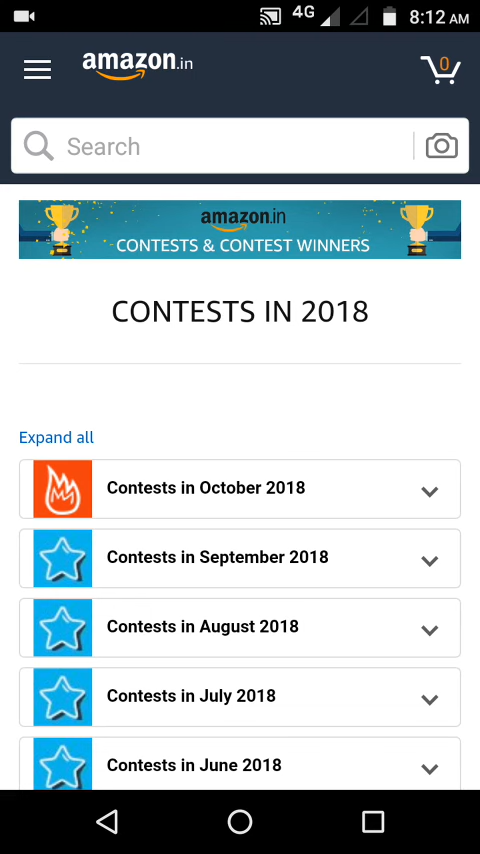 4G 8:12 AM
amazon.in
0
Search
amazon.in
CONTESTS & CONTEST WINNERS
CONTESTS IN 2018
Expand all
Contests in October 2018
Contests in September 2018
Contests in August 2018
Contests in July 2018
Contests in June 2018